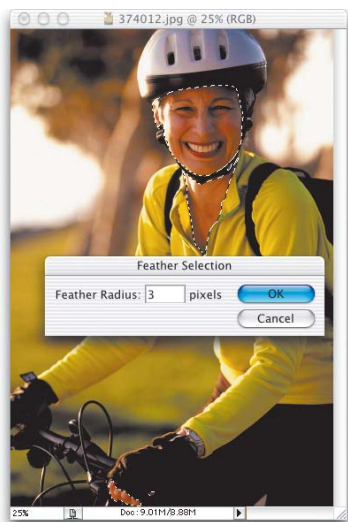 374012.jpg @ 25% (RGB)
Feather Selection
Feather Radius: 3 pixels OK
Cancel
25% Doc: 9.01M/8.88M